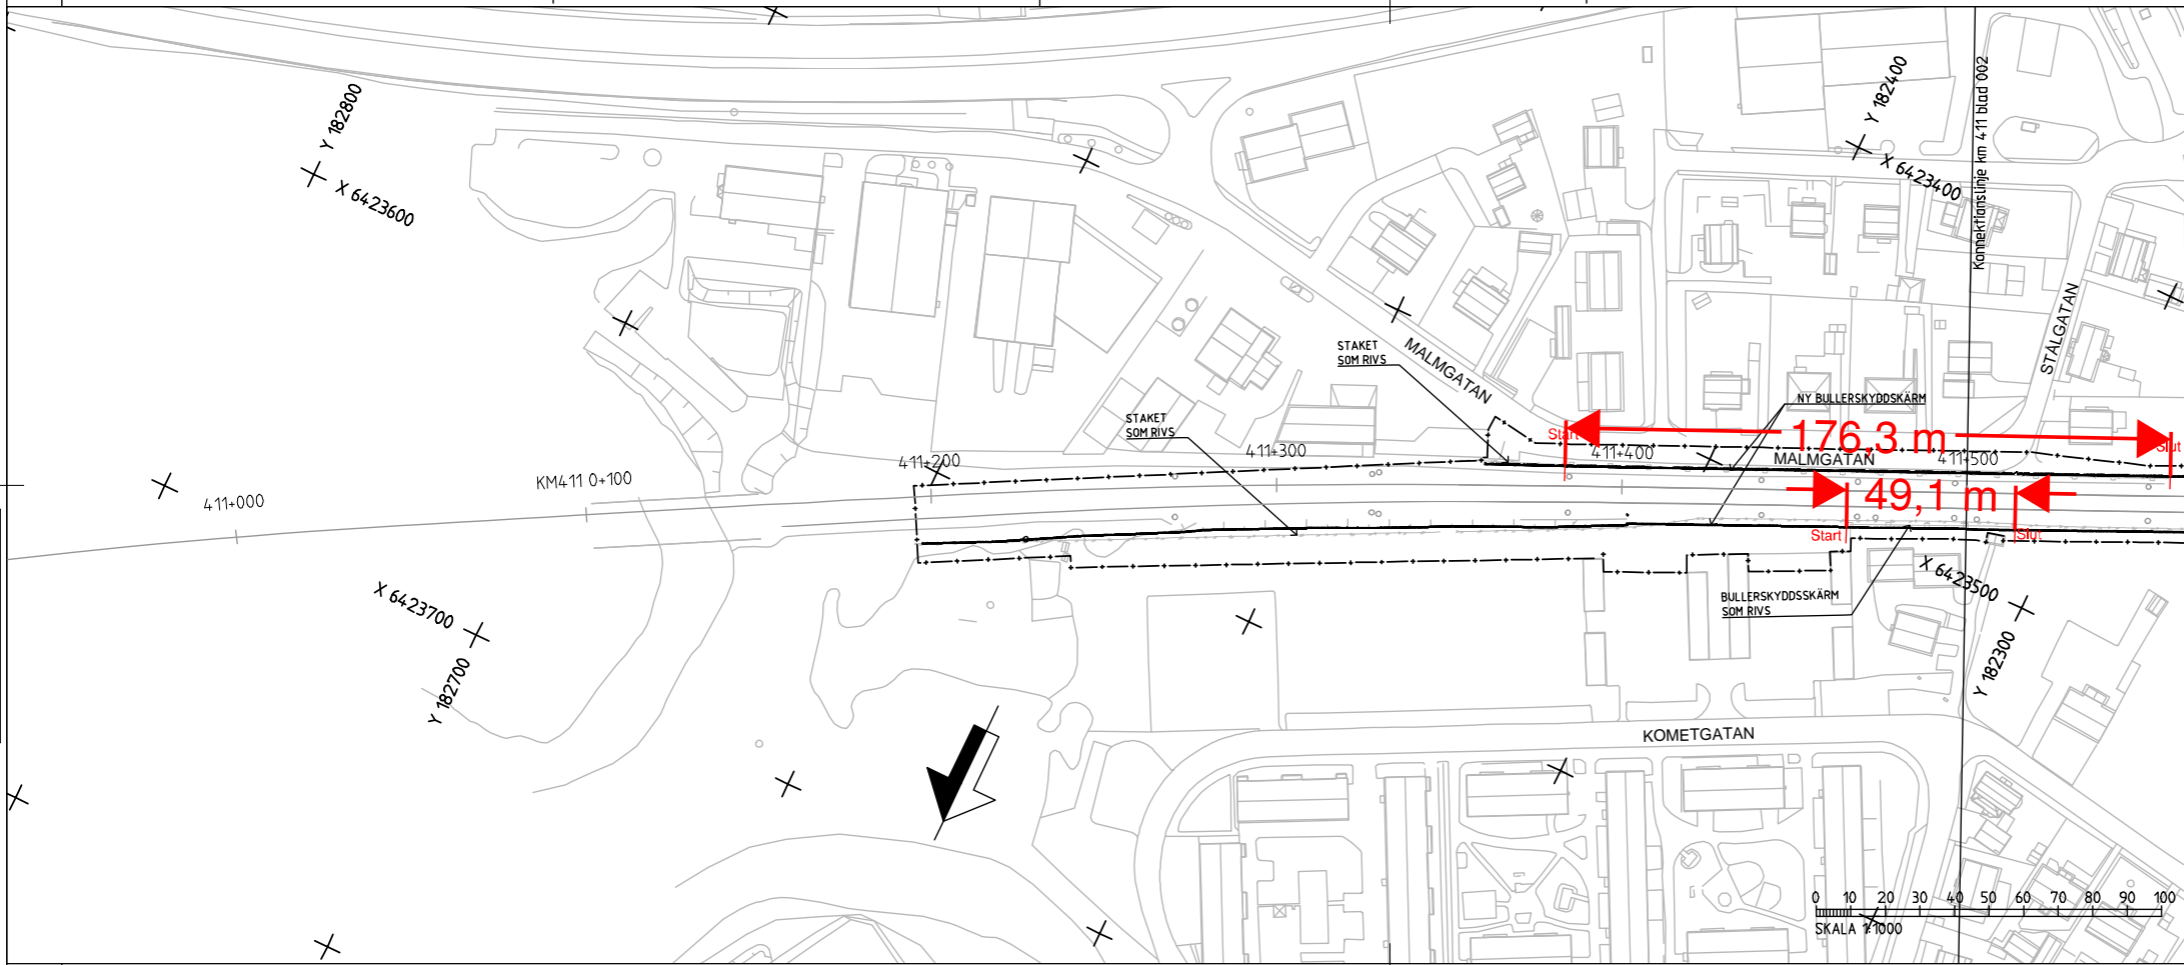 Y 182800
X 6423600
Y 182400
X 6423400
Konnektionslinje km 411 blad 002
STÅLGATAN
MALMGATAN
STAKET
SOM RIVS
STAKET
SOM RIVS
NY BULLERSKYDDSKÄRM
Start
176,3 m
Slut
411+000
KM411 0+100
411+200
411+300
411+400
MALMGATAN
411+500
49,1 m
Start
Slut
BULLERSKYDDSSKÄRM
SOM RIVS
X 6423500
Y 182300
X 6423700
Y 182700
KOMETGATAN
0 10 20 30 40 50 60 70 80 90 100
SKALA 1:1000